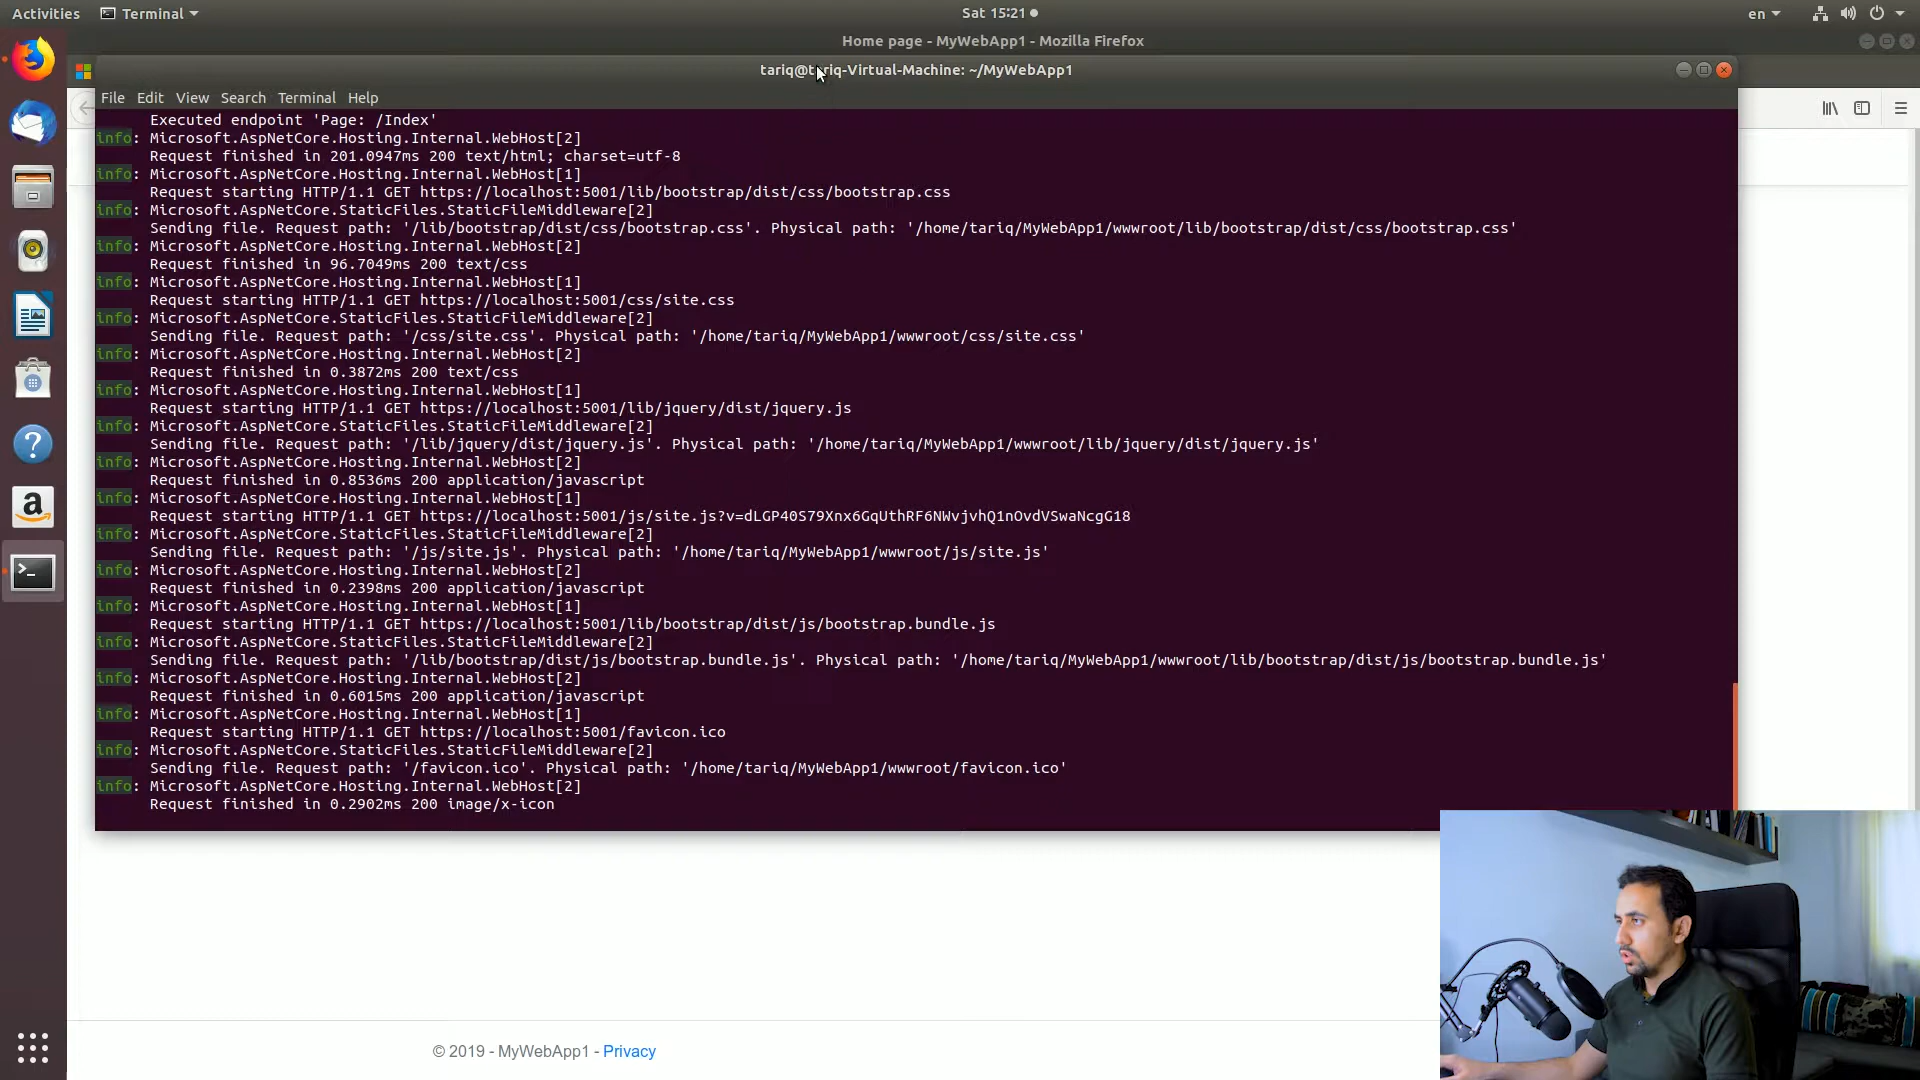 Activities Terminal Sat 15:21 en
Home page - MyWebApp1 - Mozilla Firefox
tariq@tariq-Virtual-Machine: ~/MyWebApp1
File Edit View Search Terminal Help
Executed endpoint 'Page: /Index'
info: Microsoft.AspNetCore.Hosting.Internal.WebHost[2]
Request finished in 201.0947ms 200 text/html; charset=utf-8
info: Microsoft.AspNetCore.Hosting.Internal.WebHost[1]
Request starting HTTP/1.1 GET https://localhost:5001/lib/bootstrap/dist/css/bootstrap.css
info: Microsoft.AspNetCore.StaticFiles.StaticFileMiddleware[2]
Sending file. Request path: '/lib/bootstrap/dist/css/bootstrap.css'. Physical path: '/home/tariq/MyWebApp1/wwwroot/lib/bootstrap/dist/css/bootstrap.css'
info: Microsoft.AspNetCore.Hosting.Internal.WebHost[2]
Request finished in 96.7049ms 200 text/css
info: Microsoft.AspNetCore.Hosting.Internal.WebHost[1]
Request starting HTTP/1.1 GET https://localhost:5001/css/site.css
info: Microsoft.AspNetCore.StaticFiles.StaticFileMiddleware[2]
Sending file. Request path: '/css/site.css'. Physical path: '/home/tariq/MyWebApp1/wwwroot/css/site.css'
info: Microsoft.AspNetCore.Hosting.Internal.WebHost[2]
Request finished in 0.3872ms 200 text/css
info: Microsoft.AspNetCore.Hosting.Internal.WebHost[1]
Request starting HTTP/1.1 GET https://localhost:5001/lib/jquery/dist/jquery.js
info: Microsoft.AspNetCore.StaticFiles.StaticFileMiddleware[2]
Sending file. Request path: '/lib/jquery/dist/jquery.js'. Physical path: '/home/tariq/MyWebApp1/wwwroot/lib/jquery/dist/jquery.js'
info: Microsoft.AspNetCore.Hosting.Internal.WebHost[2]
Request finished in 0.8536ms 200 application/javascript
info: Microsoft.AspNetCore.Hosting.Internal.WebHost[1]
Request starting HTTP/1.1 GET https://localhost:5001/js/site.js?v=dLGP40S79Xnx6GqUthRF6NWvjvhQ1nOvdVSwaNcgG18
info: Microsoft.AspNetCore.StaticFiles.StaticFileMiddleware[2]
Sending file. Request path: '/js/site.js'. Physical path: '/home/tariq/MyWebApp1/wwwroot/js/site.js'
info: Microsoft.AspNetCore.Hosting.Internal.WebHost[2]
Request finished in 0.2398ms 200 application/javascript
info: Microsoft.AspNetCore.Hosting.Internal.WebHost[1]
Request starting HTTP/1.1 GET https://localhost:5001/lib/bootstrap/dist/js/bootstrap.bundle.js
info: Microsoft.AspNetCore.StaticFiles.StaticFileMiddleware[2]
Sending file. Request path: '/lib/bootstrap/dist/js/bootstrap.bundle.js'. Physical path: '/home/tariq/MyWebApp1/wwwroot/lib/bootstrap/dist/js/bootstrap.bundle.js'
info: Microsoft.AspNetCore.Hosting.Internal.WebHost[2]
Request finished in 0.6015ms 200 application/javascript
info: Microsoft.AspNetCore.Hosting.Internal.WebHost[1]
Request starting HTTP/1.1 GET https://localhost:5001/favicon.ico
info: Microsoft.AspNetCore.StaticFiles.StaticFileMiddleware[2]
Sending file. Request path: '/favicon.ico'. Physical path: '/home/tariq/MyWebApp1/wwwroot/favicon.ico'
info: Microsoft.AspNetCore.Hosting.Internal.WebHost[2]
Request finished in 0.2902ms 200 image/x-icon
© 2019 - MyWebApp1 - Privacy